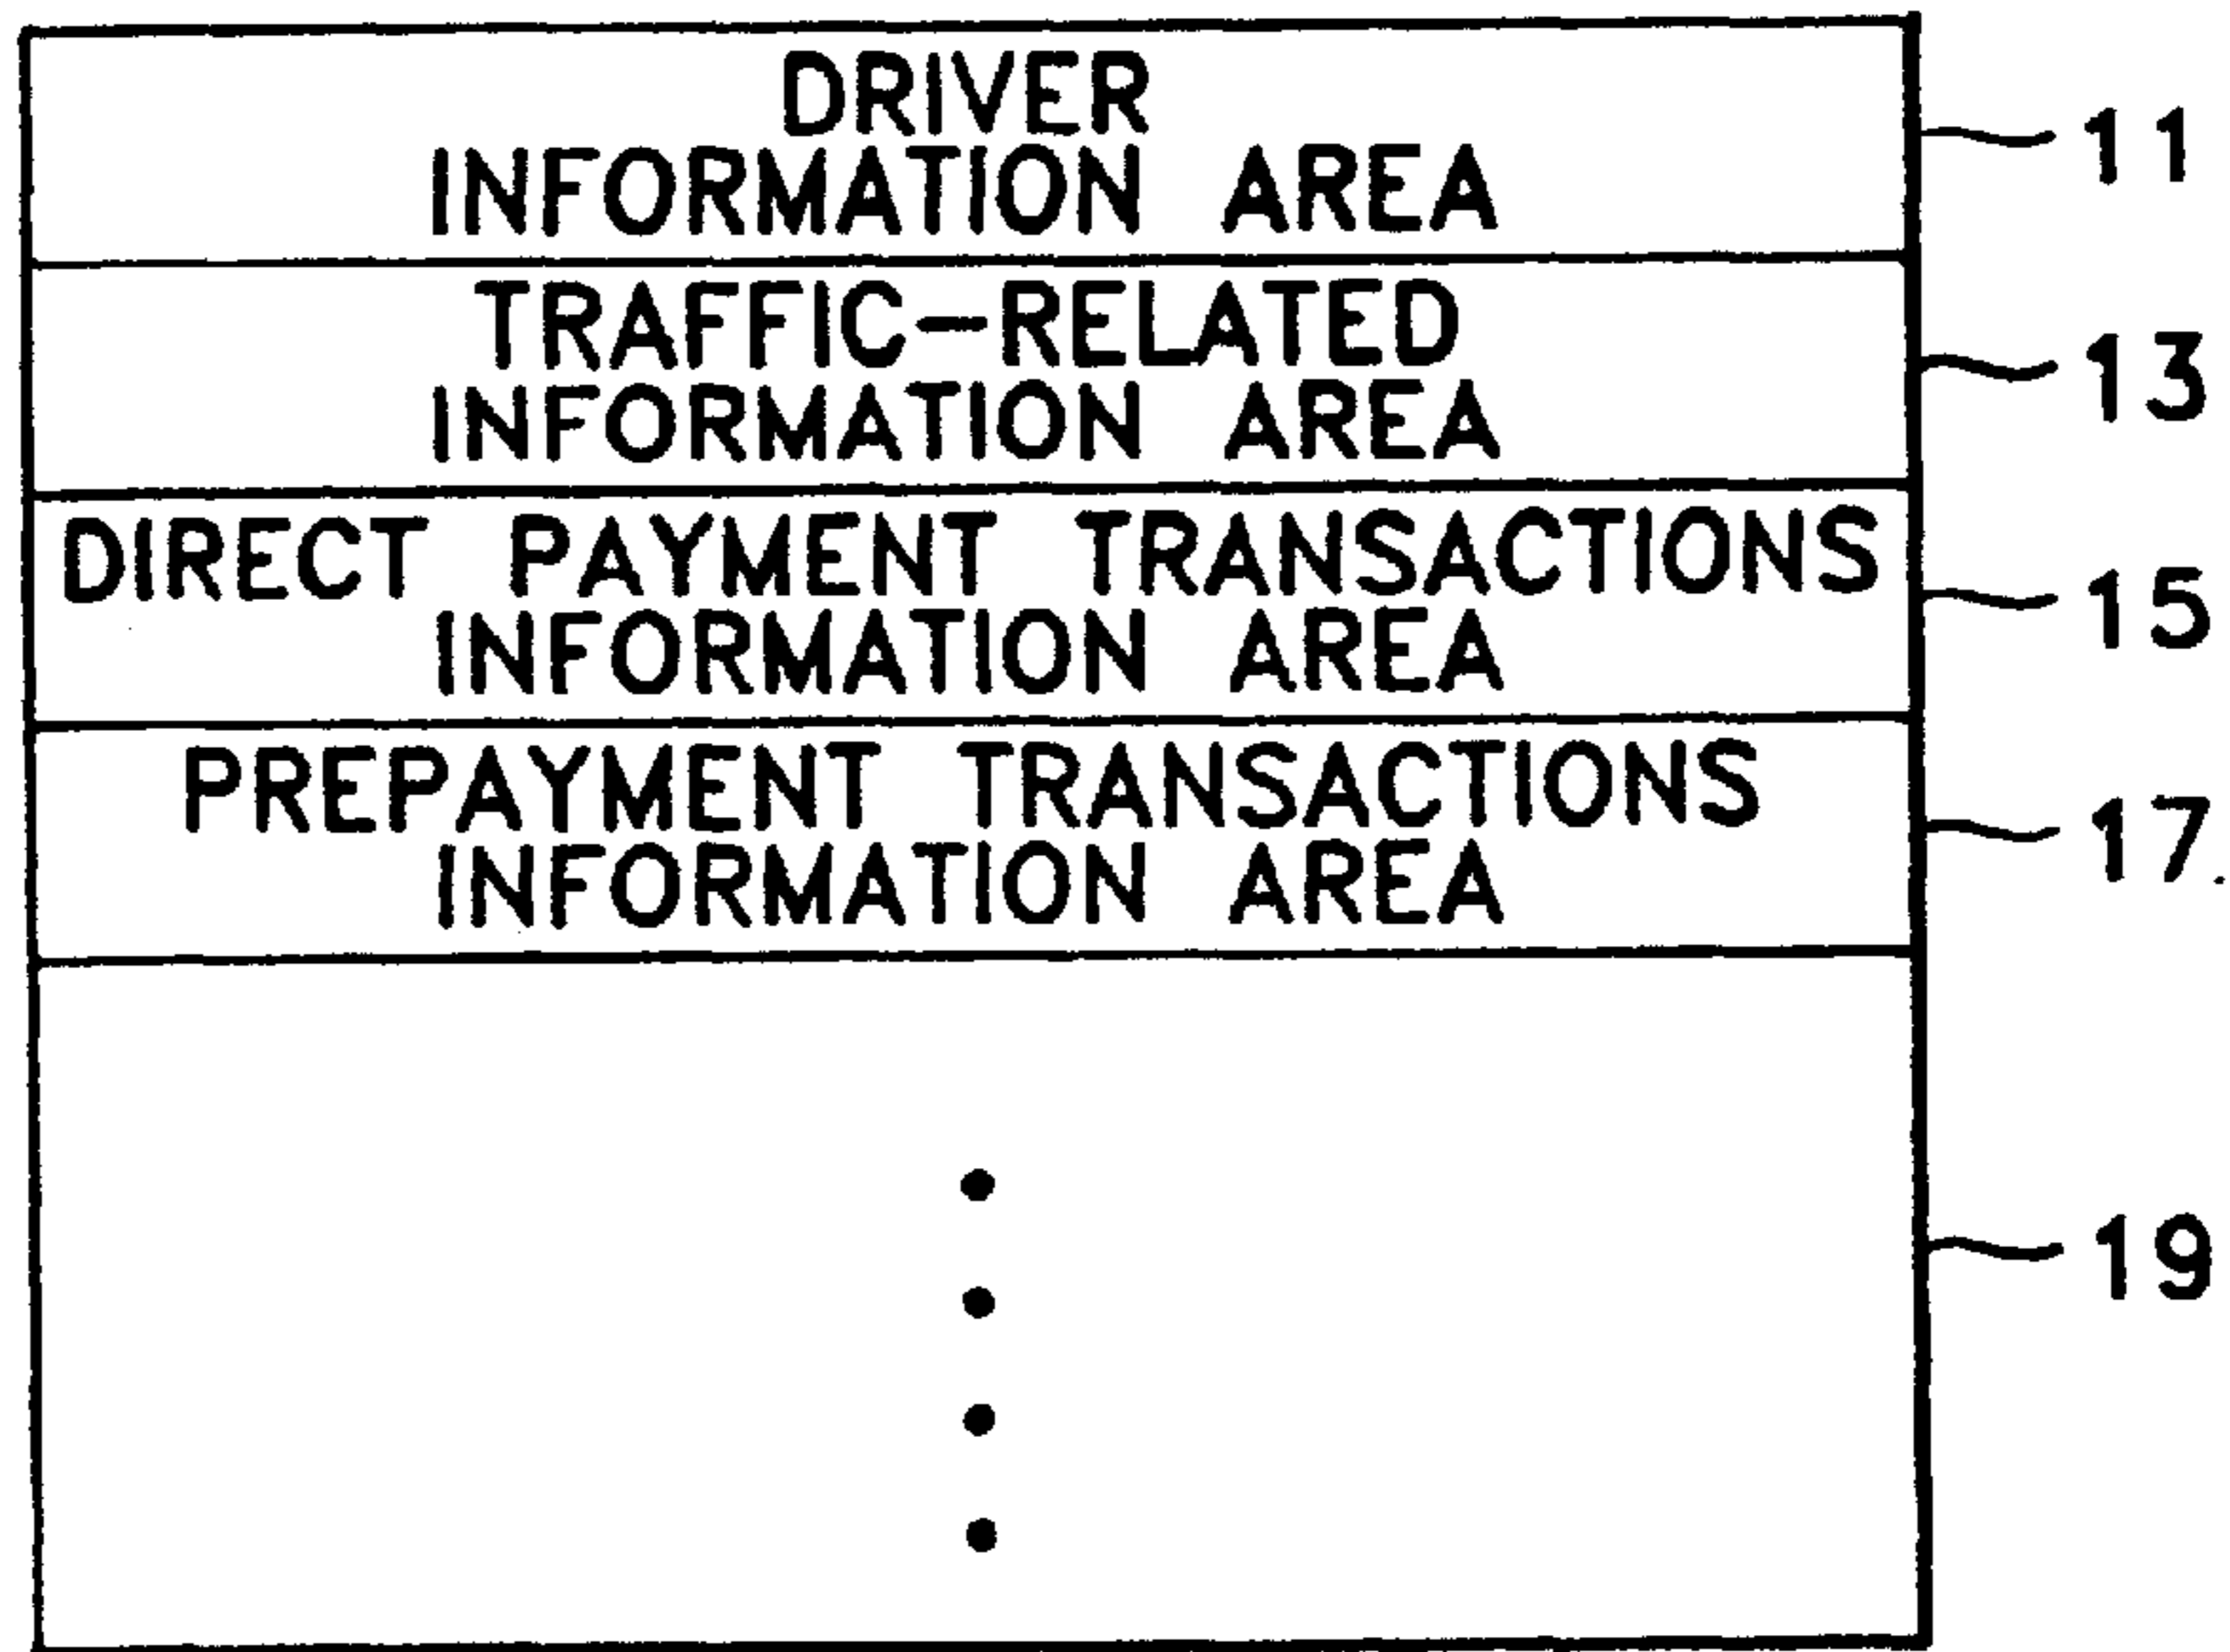 DRIVER
INFORMATION AREA
11
TRAFFIC-RELATED
INFORMATION AREA
13
DIRECT PAYMENT TRANSACTIONS
INFORMATION AREA
15
PREPAYMENT TRANSACTIONS
INFORMATION AREA
17
19